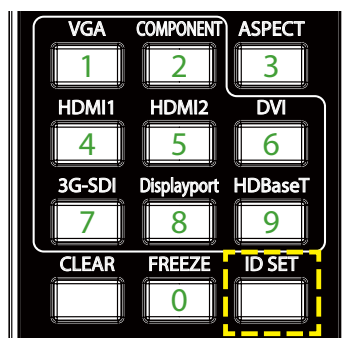 VGA COMPONENT ASPECT
1 2 3
HDMI1 HDMI2 DVI
4 5 6
3G-SDI Displayport HDBaseT
7 8 9
CLEAR FREEZE ID SET
0